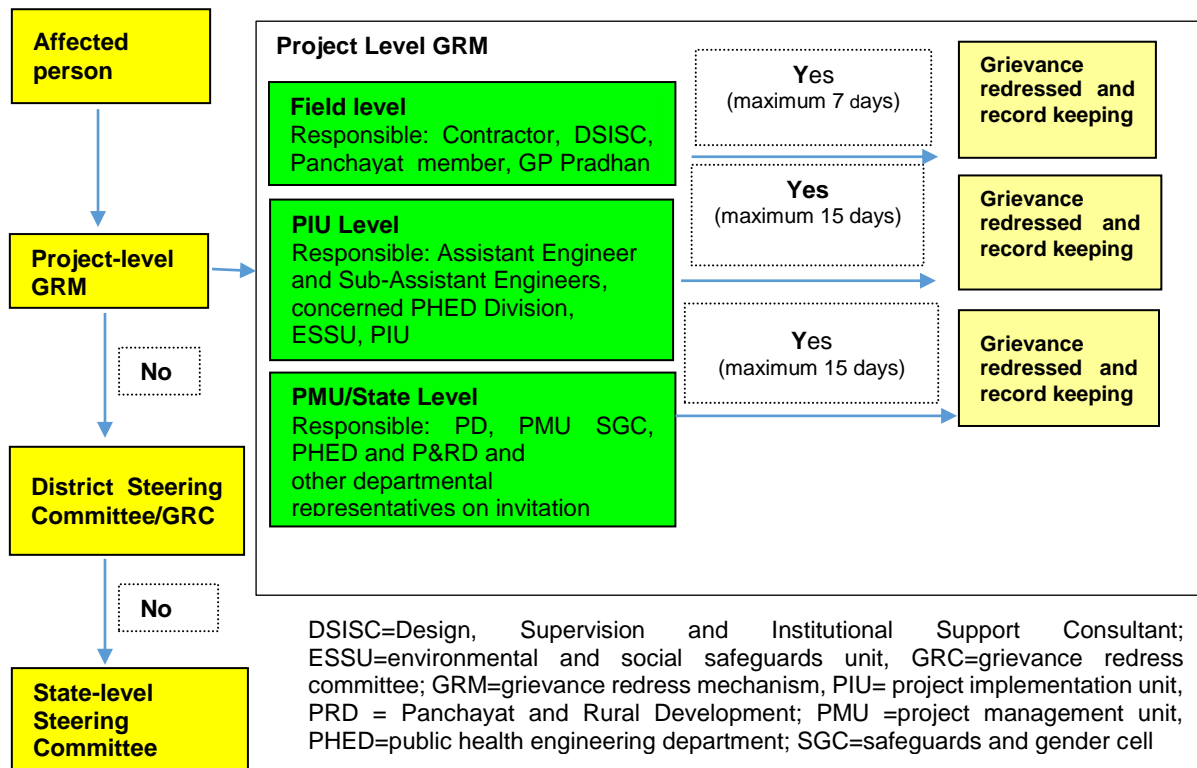 Affected
person
Project-level
GRM
No
District Steering
Committee/GRC
No
State-level
Steering
Committee
Project Level GRM
Field level
Responsible: Contractor, DSISC,
Panchayat member, GP Pradhan
Yes
(maximum 7 days)
Grievance
redressed and
record keeping
PIU Level
Responsible: Assistant Engineer
and Sub-Assistant Engineers,
concerned PHED Division,
ESSU, PIU
Yes
(maximum 15 days)
Grievance
redressed and
record keeping
PMU/State Level
Responsible: PD, PMU SGC,
PHED and P&RD and
other departmental
representatives on invitation
Yes
(maximum 15 days)
Grievance
redressed and
record keeping
DSISC=Design, Supervision and Institutional Support Consultant;
ESSU=environmental and social safeguards unit, GRC=grievance redress
committee; GRM=grievance redress mechanism, PIU= project implementation unit,
PRD = Panchayat and Rural Development; PMU =project management unit,
PHED=public health engineering department; SGC=safeguards and gender cell